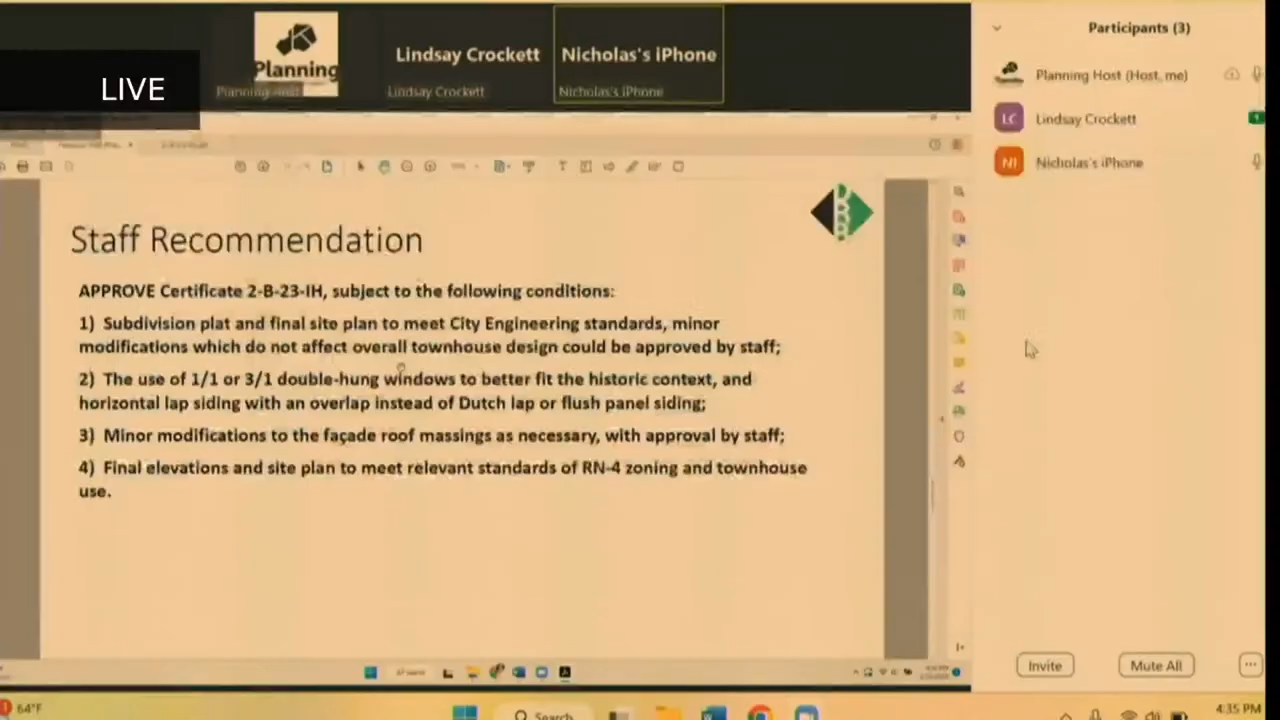 LIVE
Planning
Planning Host
Lindsay Crockett
Lindsay Crockett
Nicholas's iPhone
Nicholas's iPhone
Participants (3)
Planning Host (Host, me)
LC Lindsay Crockett
NI Nicholas's iPhone
Staff Recommendation
APPROVE Certificate 2-B-23-IH, subject to the following conditions:
1) Subdivision plat and final site plan to meet City Engineering standards, minor
modifications which do not affect overall townhouse design could be approved by staff;
2) The use of 1/1 or 3/1 double-hung windows to better fit the historic context, and
horizontal lap siding with an overlap instead of Dutch lap or flush panel siding;
3) Minor modifications to the façade roof massings as necessary, with approval by staff;
4) Final elevations and site plan to meet relevant standards of RN-4 zoning and townhouse
use.
Invite
Mute All
64°F
Search
4:35 PM